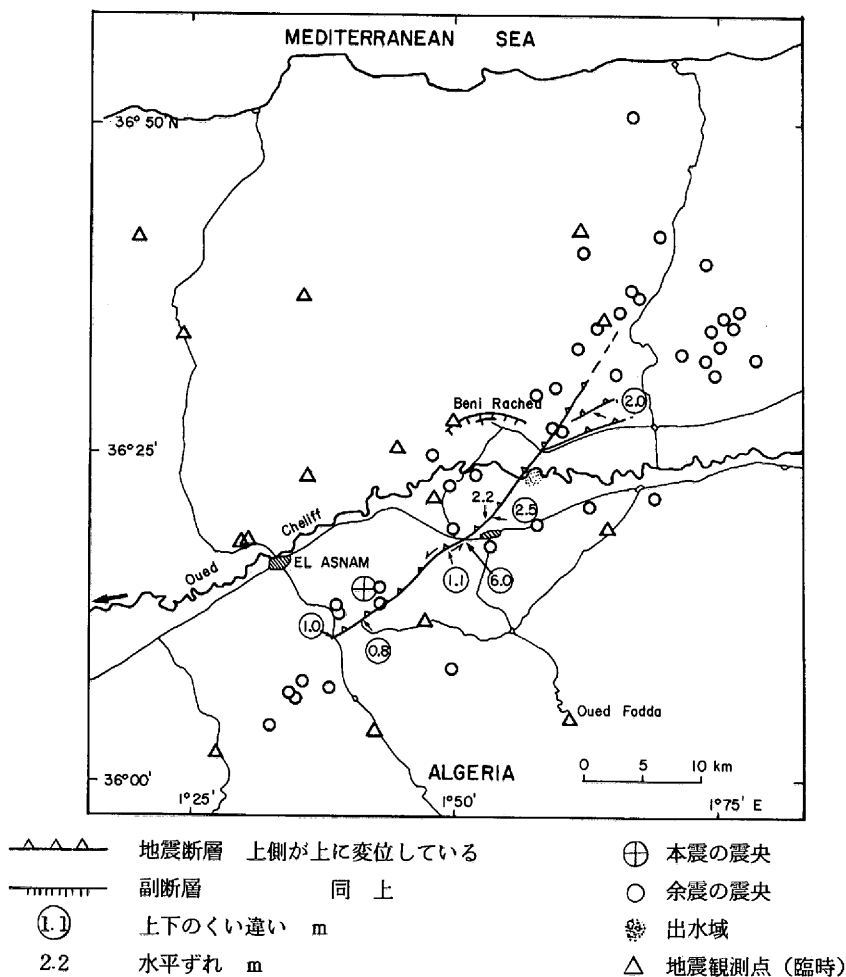 MEDITERRANEAN SEA
36°50'N
Beni Rached
2.0
36°25'
2.2
2.5
Cheliff
Oued
EL ASNAM
1.1
6.0
1.0
0.8
Oued Fodda
ALGERIA
0 5 10 km
36°00'
1°25' 1°50' 1°75' E
地震断層 上側が上に変位している
本震の震央
副断層 同上
余震の震央
1.1 上下のくい違い m
出水域
2.2 水平ずれ m
地震観測点(臨時)